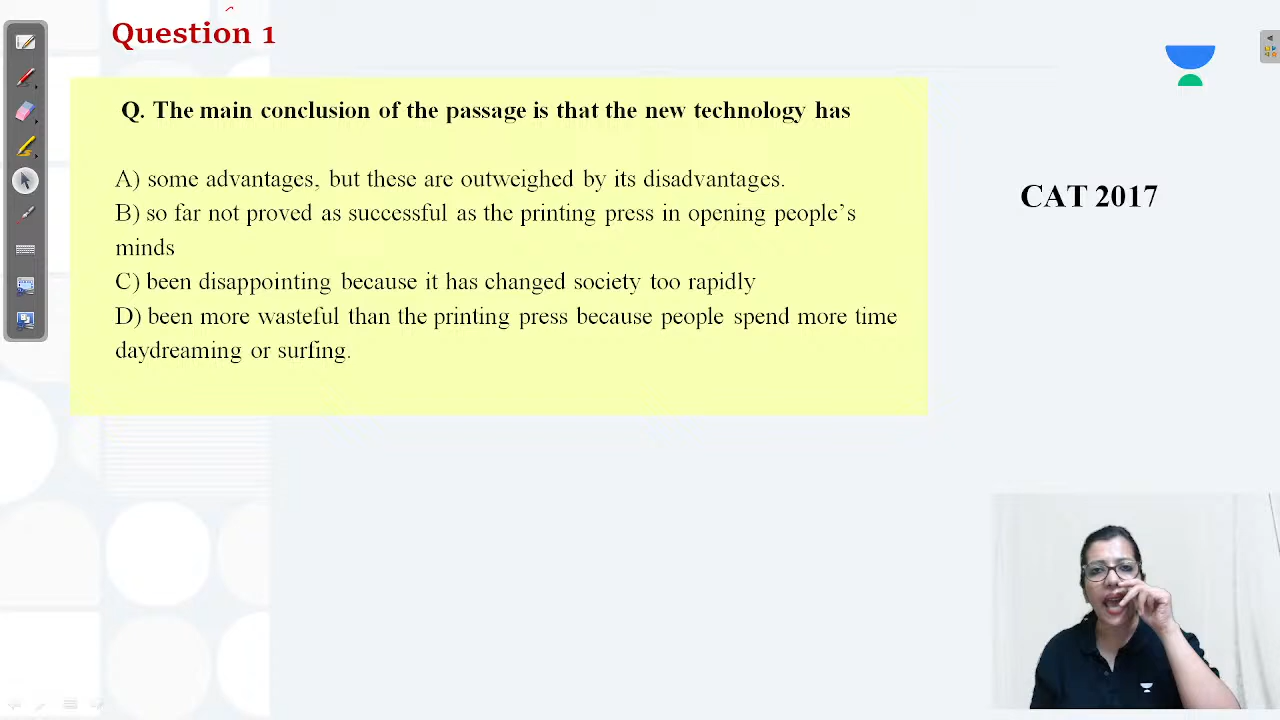 Question 1
Q. The main conclusion of the passage is that the new technology has
A) some advantages, but these are outweighed by its disadvantages.
B) so far not proved as successful as the printing press in opening people’s
minds
C) been disappointing because it has changed society too rapidly
D) been more wasteful than the printing press because people spend more time
daydreaming or surfing.
CAT 2017